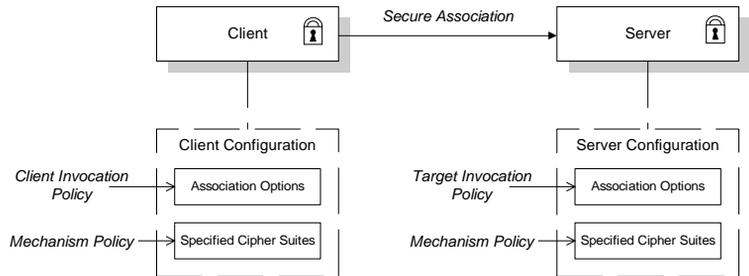 Secure Association
Client
Server
Client Configuration
Server Configuration
Client Invocation
Policy
Association Options
Target Invocation
Policy
Association Options
Mechanism Policy
Specified Cipher Suites
Mechanism Policy
Specified Cipher Suites